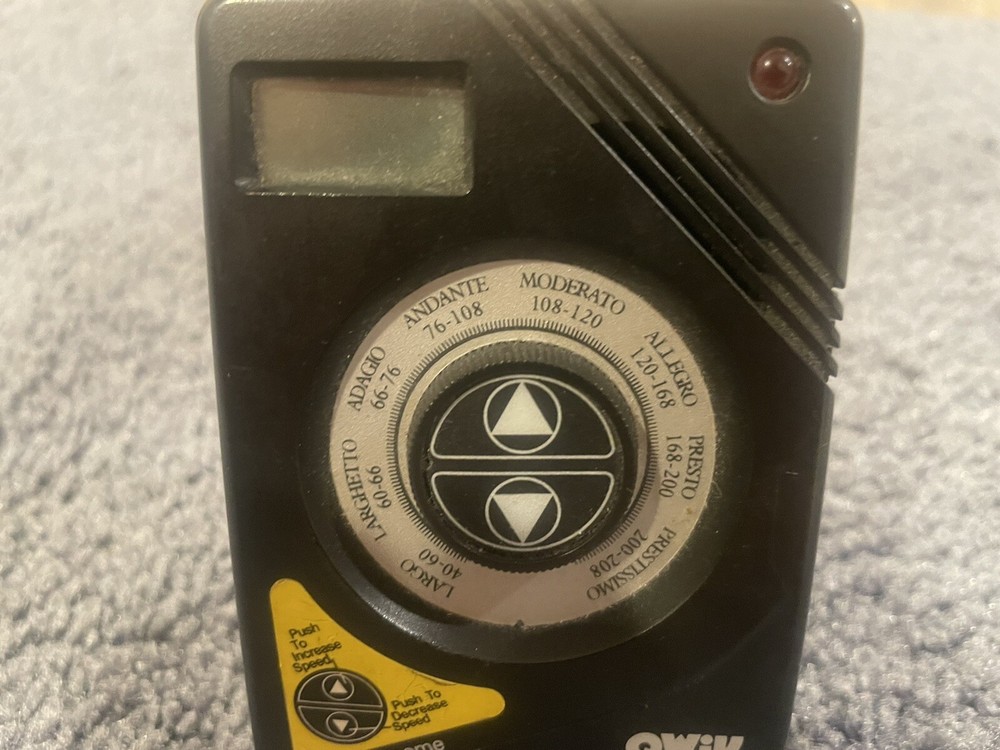 LARGO
40-60
LARGHETTO
60-66
ADAGIO
66-76
ANDANTE
76-108
MODERATO
108-120
ALLEGRO
120-168
PRESTO
168-200
PRESTISSIMO
200-208
Push
To
Increase
Speed
Push To
Decrease
Speed